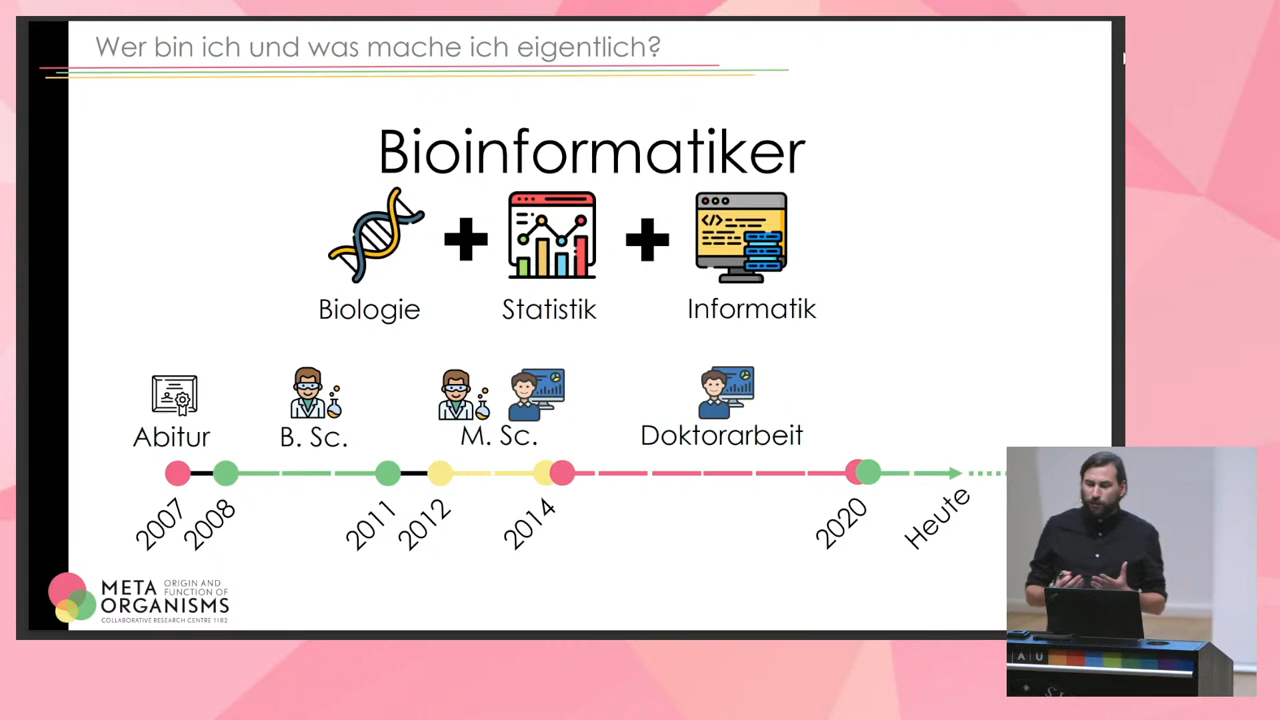 Wer bin ich und was mache ich eigentlich?
Bioinformatiker
Biologie
Statistik
Informatik
Abitur
B. Sc.
M. Sc.
Doktorarbeit
2007
2008
2011
2012
2014
2020
Heute
META ORIGIN AND FUNCTION OF
ORGANISMS
COLLABORATIVE RESEARCH CENTRE 1182
A U